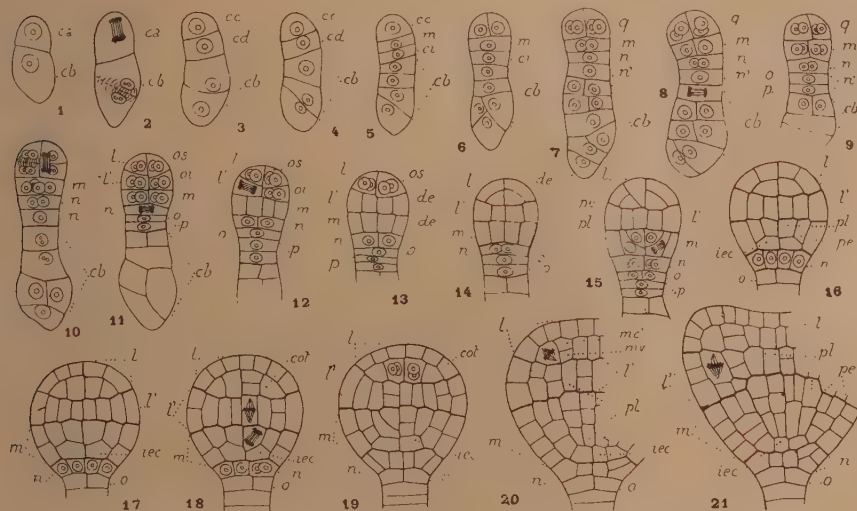 ca
cb
1
ca
cb
2
cc
cd
cb
3
cc
cd
cb
4
cc
m
ci
cb
5
m
ci
cb
6
q
m
n
n'
cb
7
q
m
n
n'
cb
8
q
m
n
n'
o
p
cb
9
m
n
n'
cb
10
l
l'
n
os
oi
m
o
p
cb
11
l
l'
o
os
oi
m
n
p
12
l
l'
m
n
p
os
de
de
o
13
l
l'
m
n
de
14
l
pl
l'
m
n
o
p
15
l
l'
pl
pe
iec
n
o
16
l
l'
m
iec
n
o
17
l
cot
l'
m
iec
n
o
18
l
cot
l'
m
n
o
19
l
mc'
mv
l'
pl
m
iec
n
o
20
l
pl
pe
l'
m
iec
n
o
21